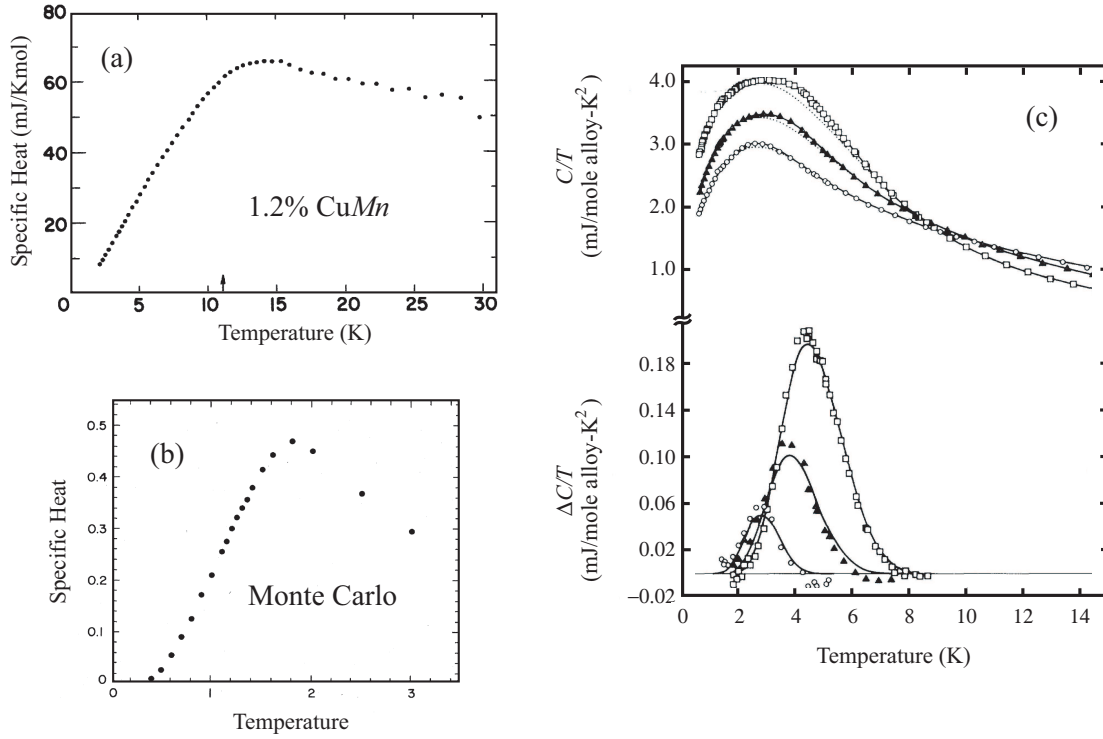 (a)
Specific Heat (mJ/Kmol)
80
60
40
20
0
5
10
15
20
25
30
1.2% CuMn
Temperature (K)
(b)
Specific Heat
0.5
0.4
0.3
0.2
0.1
0
0
1
2
3
Monte Carlo
Temperature
(c)
C/T
(mJ/mole alloy-K²)
4.0
3.0
2.0
1.0
ΔC/T
(mJ/mole alloy-K²)
0.18
0.14
0.10
0.06
0.02
–0.02
0
2
4
6
8
10
12
14
Temperature (K)